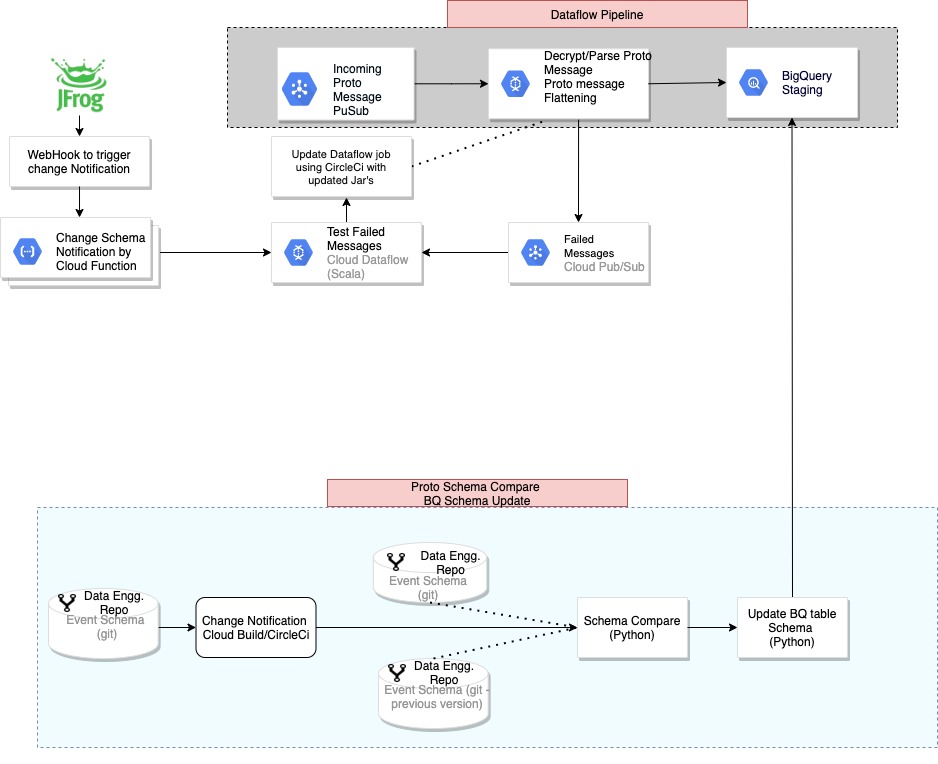 Dataflow Pipeline
Incoming
Proto
Message
PuSub
Decrypt/Parse Proto
Message
Proto message
Flattening
BigQuery
Staging
JFrog
WebHook to trigger
change Notification
Update Dataflow job
using CircleCi with
updated Jar's
Change Schema
Notification by
Cloud Function
Test Failed
Messages
Cloud Dataflow
(Scala)
Failed
Messages
Cloud Pub/Sub
Proto Schema Compare
BQ Schema Update
Data Engg.
Repo
Event Schema
(git)
Change Notification
Cloud Build/CircleCi
Data Engg.
Repo
Event Schema
(git)
Data Engg.
Repo
Event Schema (git -
previous version)
Schema Compare
(Python)
Update BQ table
Schema
(Python)